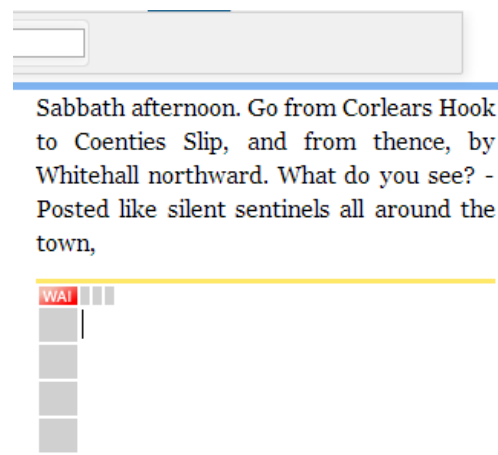 Sabbath afternoon. Go from Corlears Hook
to Coenties Slip, and from thence, by
Whitehall northward. What do you see? -
Posted like silent sentinels all around the
town,
WAI